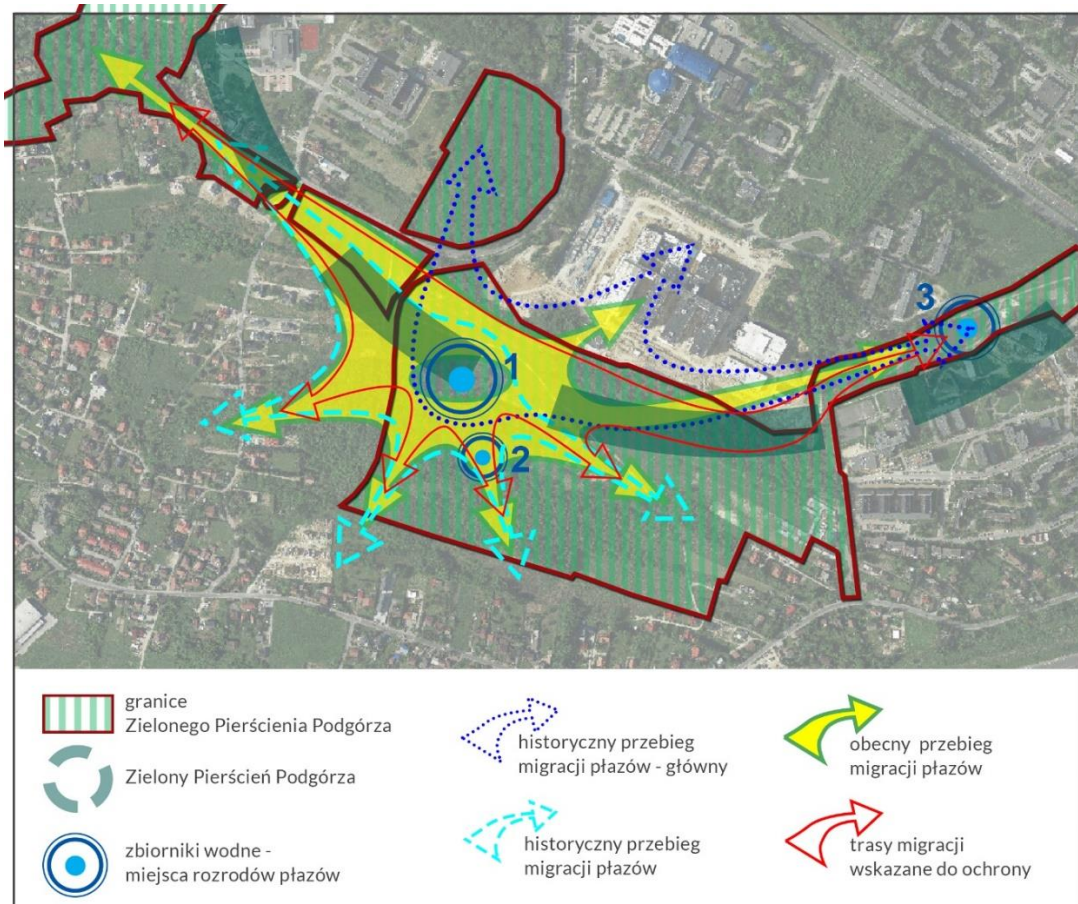 1
2
3
granice
Zielonego Pierścienia Podgórza
Zielony Pierścień Podgórza
zbiorniki wodne -
miejsca rozrodów płazów
historyczny przebieg
migracji płazów - główny
historyczny przebieg
migracji płazów
obecny przebieg
migracji płazów
trasy migracji
wskazane do ochrony